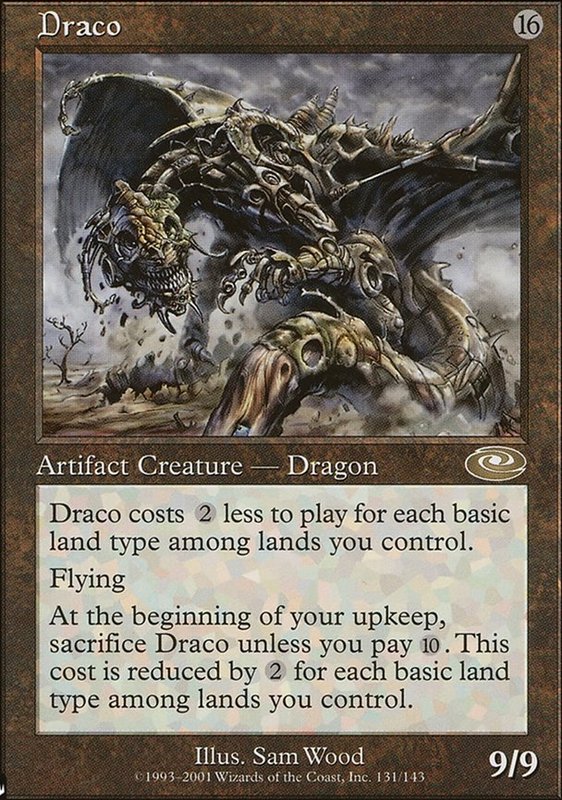 Draco 16
Artifact Creature — Dragon
Draco costs 2 less to play for each basic
land type among lands you control.
Flying
At the beginning of your upkeep,
sacrifice Draco unless you pay 10. This
cost is reduced by 2 for each basic land
type among lands you control.
Illus. Sam Wood
©1993–2001 Wizards of the Coast, Inc. 131/143
9/9